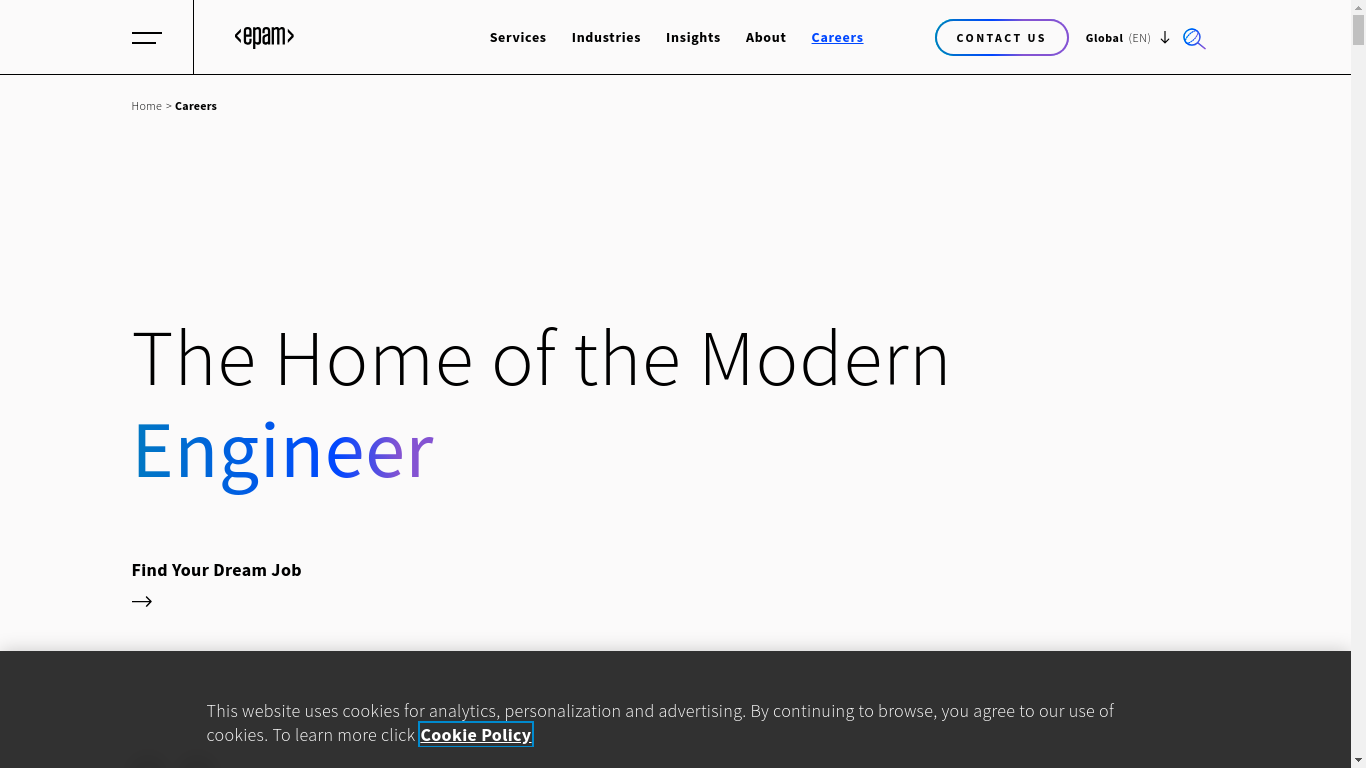 <epam>
Services Industries Insights About Careers
CONTACT US
Global (EN)
Home > Careers
The Home of the Modern
Engineer
Find Your Dream Job
This website uses cookies for analytics, personalization and advertising. By continuing to browse, you agree to our use of
cookies. To learn more click Cookie Policy